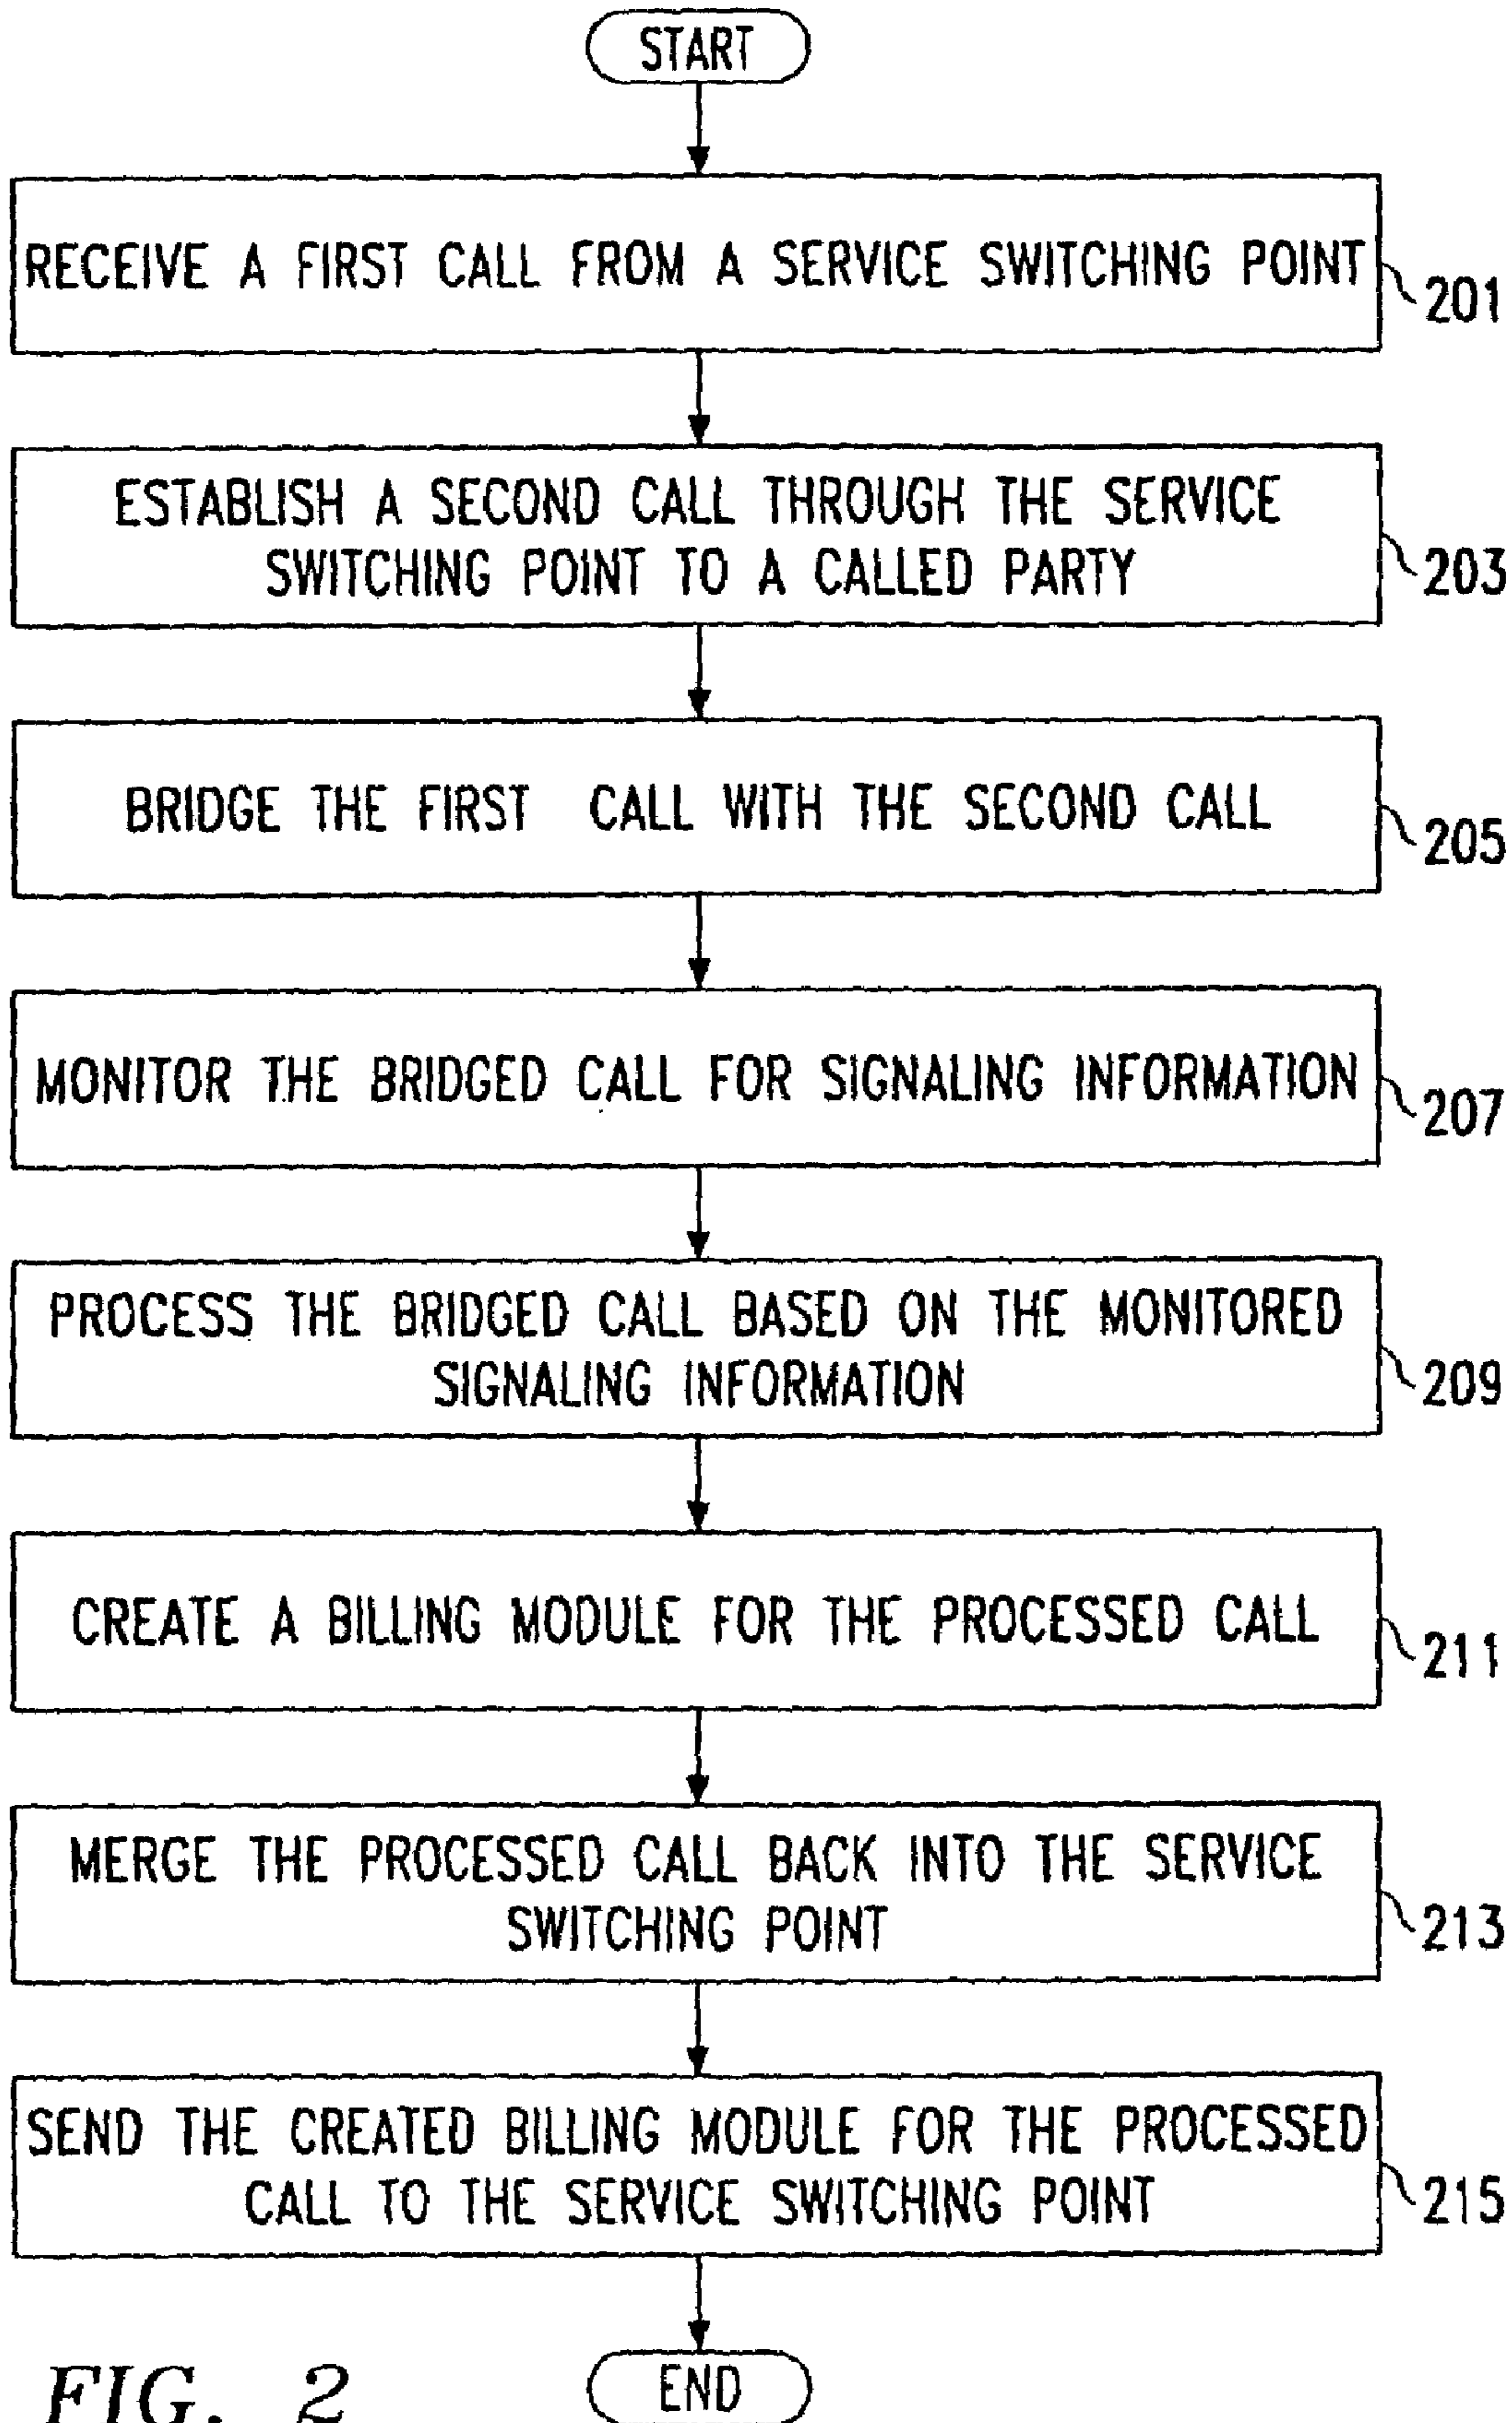 START
RECEIVE A FIRST CALL FROM A SERVICE SWITCHING POINT
201
ESTABLISH A SECOND CALL THROUGH THE SERVICE
SWITCHING POINT TO A CALLED PARTY
203
BRIDGE THE FIRST CALL WITH THE SECOND CALL
205
MONITOR THE BRIDGED CALL FOR SIGNALING INFORMATION
207
PROCESS THE BRIDGED CALL BASED ON THE MONITORED
SIGNALING INFORMATION
209
CREATE A BILLING MODULE FOR THE PROCESSED CALL
211
MERGE THE PROCESSED CALL BACK INTO THE SERVICE
SWITCHING POINT
213
SEND THE CREATED BILLING MODULE FOR THE PROCESSED
CALL TO THE SERVICE SWITCHING POINT
215
END
FIG. 2